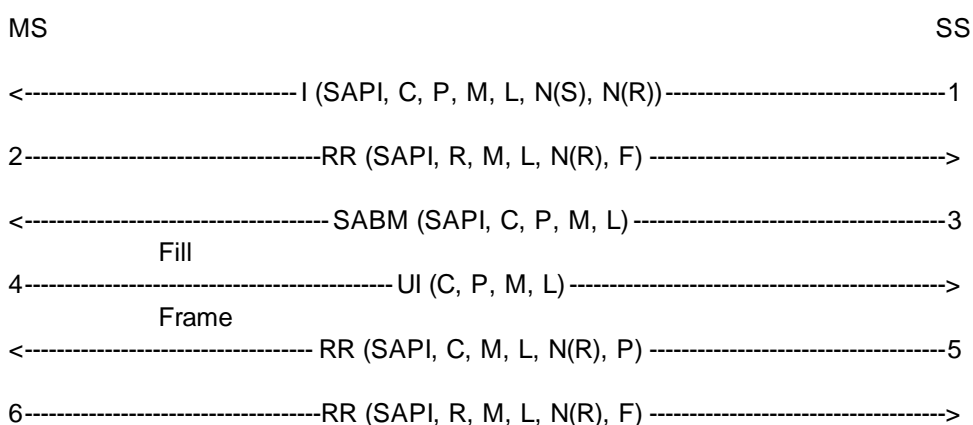 MS SS
<----------------------------------I (SAPI, C, P, M, L, N(S), N(R))-----------------------------------1
2-------------------------------------RR (SAPI, R, M, L, N(R), F) ------------------------------------->
<--------------------------------------SABM (SAPI, C, P, M, L)---------------------------------------3
Fill
4----------------------------------------------UI (C, P, M, L)----------------------------------------------->
Frame
<------------------------------------ RR (SAPI, C, M, L, N(R), P) -------------------------------------5
6-------------------------------------RR (SAPI, R, M, L, N(R), F) ------------------------------------->